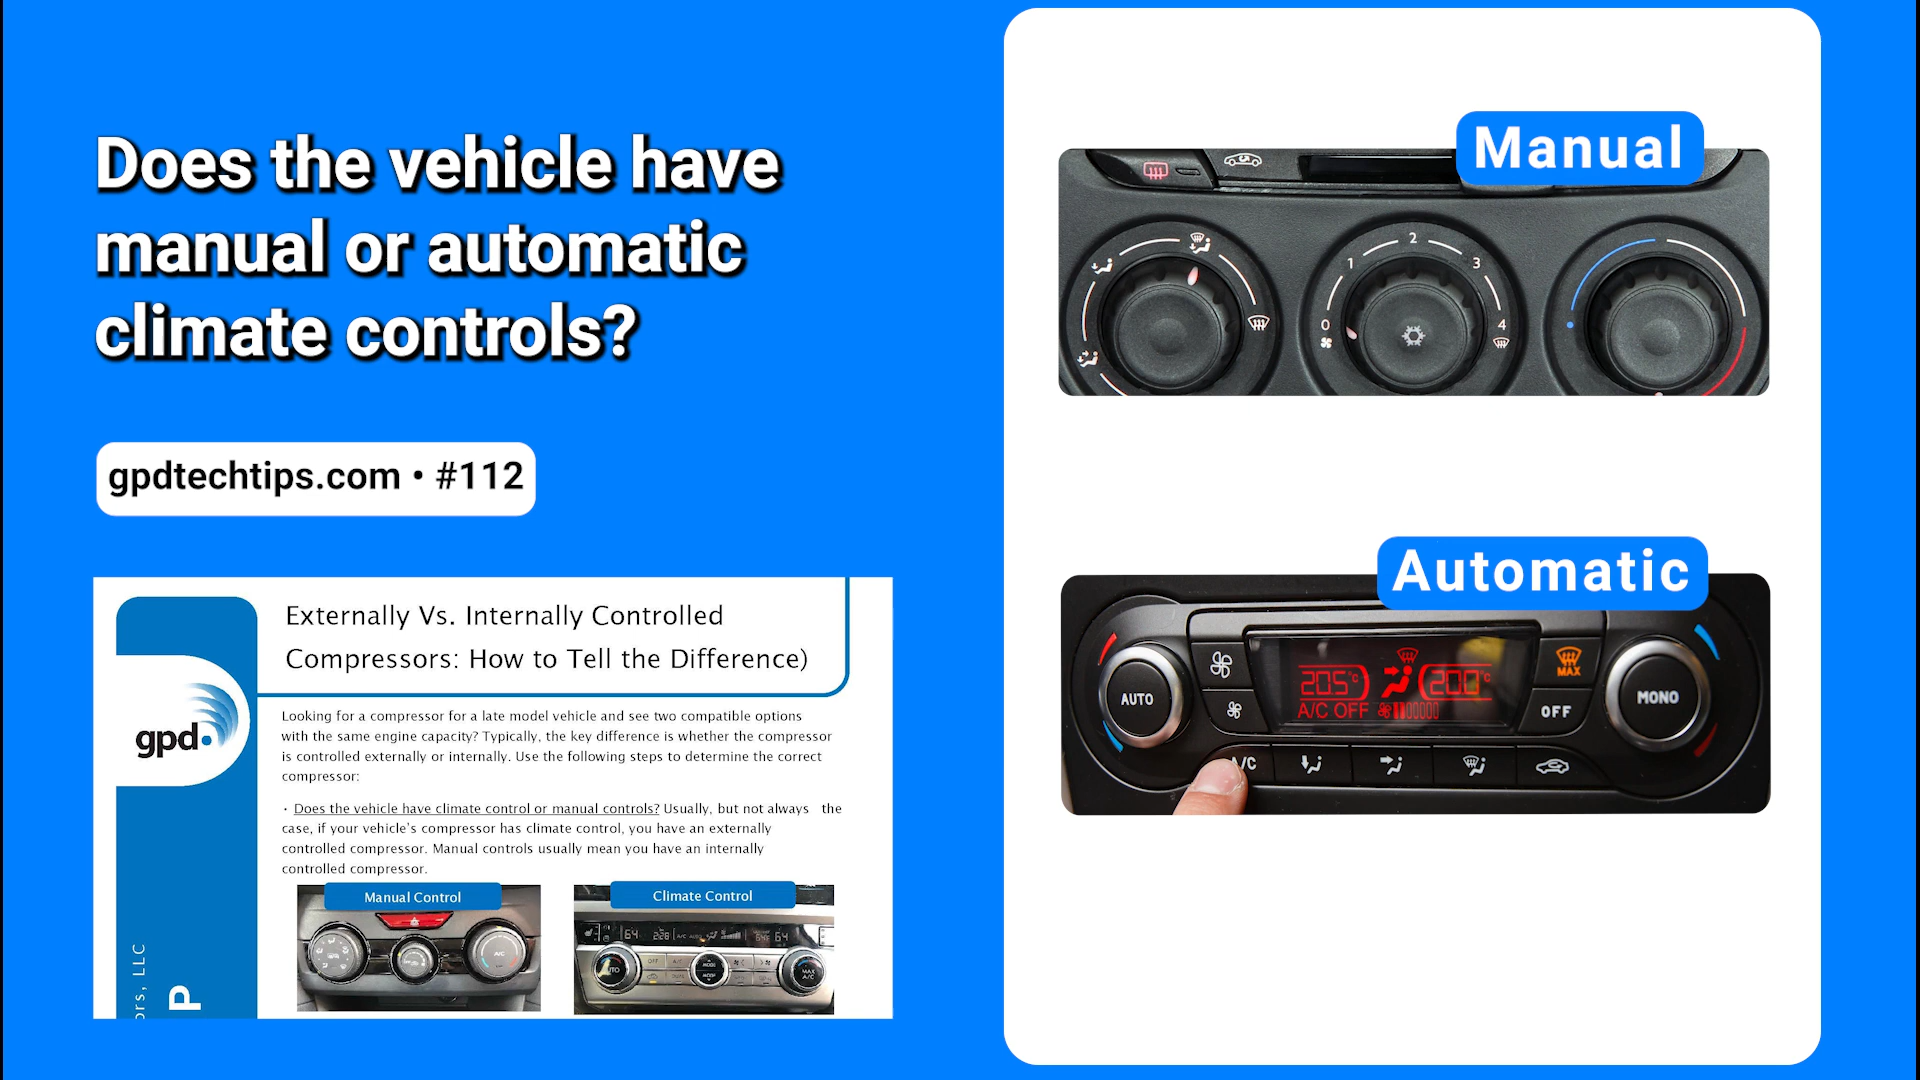 Does the vehicle have
manual or automatic
climate controls?
gpdtechtips.com • #112
Externally Vs. Internally Controlled
Compressors: How to Tell the Difference)
gpd
Looking for a compressor for a late model vehicle and see two compatible options
with the same engine capacity? Typically, the key difference is whether the compressor
is controlled externally or internally. Use the following steps to determine the correct
compressor:
• Does the vehicle have climate control or manual controls? Usually, but not always the
case, if your vehicle's compressor has climate control, you have an externally
controlled compressor. Manual controls usually mean you have an internally
controlled compressor.
Manual Control
Climate Control
ors, LLC
P
Manual
0
1
2
3
4
Automatic
AUTO
20.5°C
20.0°C
A/C OFF
MAX
OFF
MONO
A/C